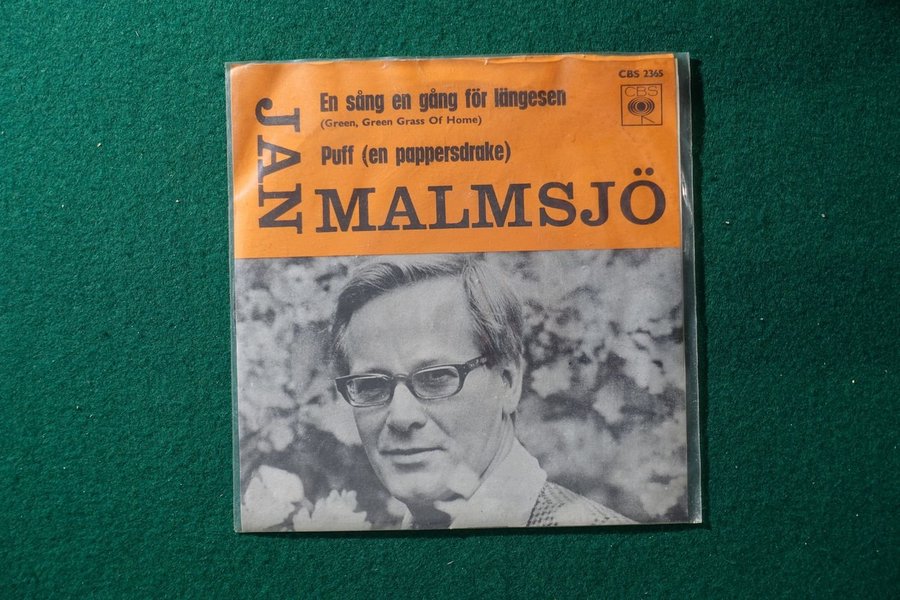 CBS 2365
CBS
En sång en gång för längesen
(Green, Green Grass Of Home)
Puff (en pappersdrake)
JAN
MALMSJÖ